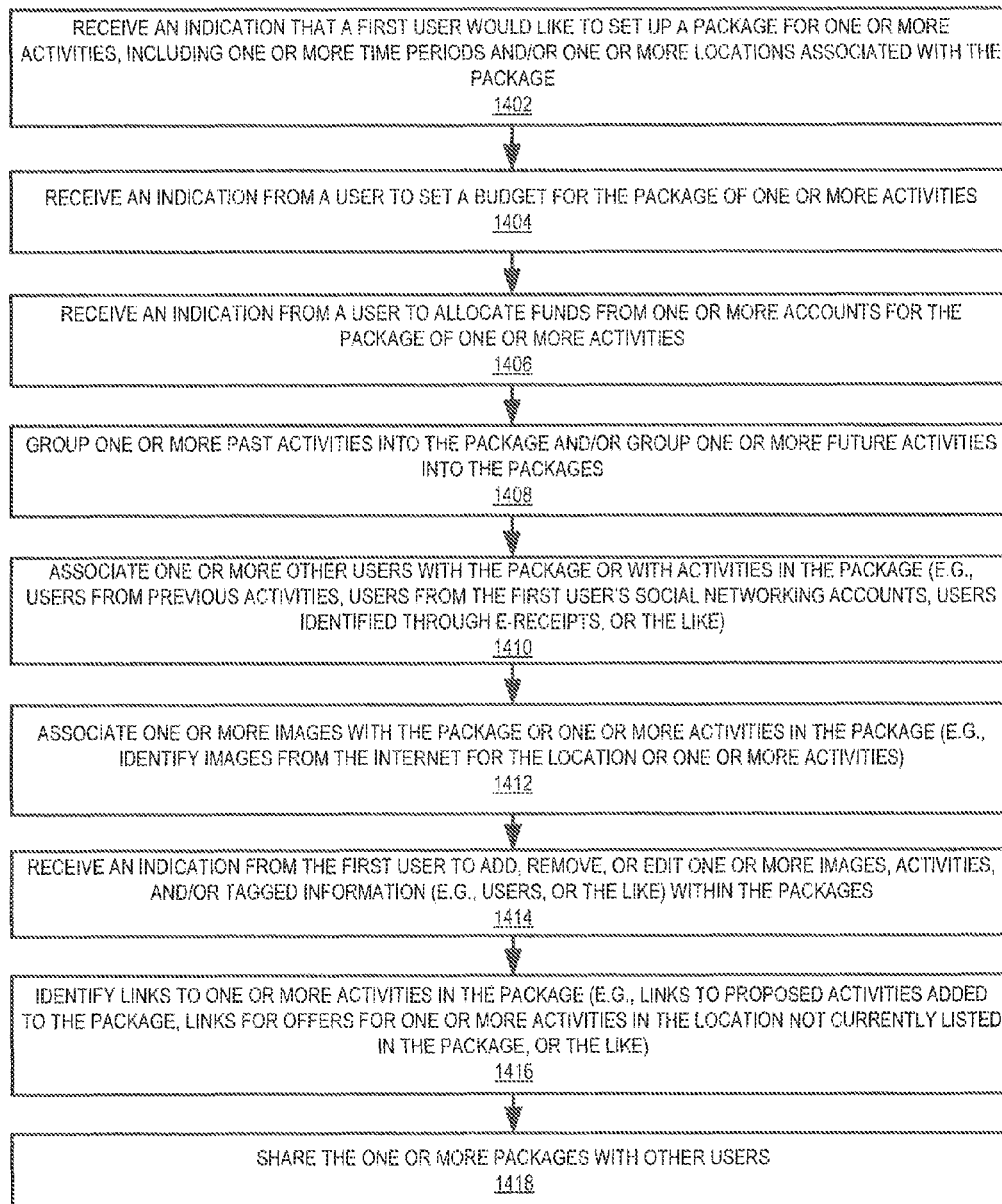 RECEIVE AN INDICATION THAT A FIRST USER WOULD LIKE TO SET UP A PACKAGE FOR ONE OR MORE
ACTIVITIES, INCLUDING ONE OR MORE TIME PERIODS AND/OR ONE OR MORE LOCATIONS ASSOCIATED WITH THE
PACKAGE
1402
RECEIVE AN INDICATION FROM A USER TO SET A BUDGET FOR THE PACKAGE OF ONE OR MORE ACTIVITIES
1404
RECEIVE AN INDICATION FROM A USER TO ALLOCATE FUNDS FROM ONE OR MORE ACCOUNTS FOR THE
PACKAGE OF ONE OR MORE ACTIVITIES
1406
GROUP ONE OR MORE PAST ACTIVITIES INTO THE PACKAGE AND/OR GROUP ONE OR MORE FUTURE ACTIVITIES
INTO THE PACKAGES
1408
ASSOCIATE ONE OR MORE OTHER USERS WITH THE PACKAGE OR WITH ACTIVITIES IN THE PACKAGE (E.G.,
USERS FROM PREVIOUS ACTIVITIES, USERS FROM THE FIRST USER'S SOCIAL NETWORKING ACCOUNTS, USERS
IDENTIFIED THROUGH E-RECEIPTS, OR THE LIKE)
1410
ASSOCIATE ONE OR MORE IMAGES WITH THE PACKAGE OR ONE OR MORE ACTIVITIES IN THE PACKAGE (E.G.,
IDENTIFY IMAGES FROM THE INTERNET FOR THE LOCATION OR ONE OR MORE ACTIVITIES)
1412
RECEIVE AN INDICATION FROM THE FIRST USER TO ADD, REMOVE, OR EDIT ONE OR MORE IMAGES, ACTIVITIES,
AND/OR TAGGED INFORMATION (E.G., USERS, OR THE LIKE) WITHIN THE PACKAGES
1414
IDENTIFY LINKS TO ONE OR MORE ACTIVITIES IN THE PACKAGE (E.G., LINKS TO PROPOSED ACTIVITIES ADDED
TO THE PACKAGE, LINKS FOR OFFERS FOR ONE OR MORE ACTIVITIES IN THE LOCATION NOT CURRENTLY LISTED
IN THE PACKAGE, OR THE LIKE)
1416
SHARE THE ONE OR MORE PACKAGES WITH OTHER USERS
1418